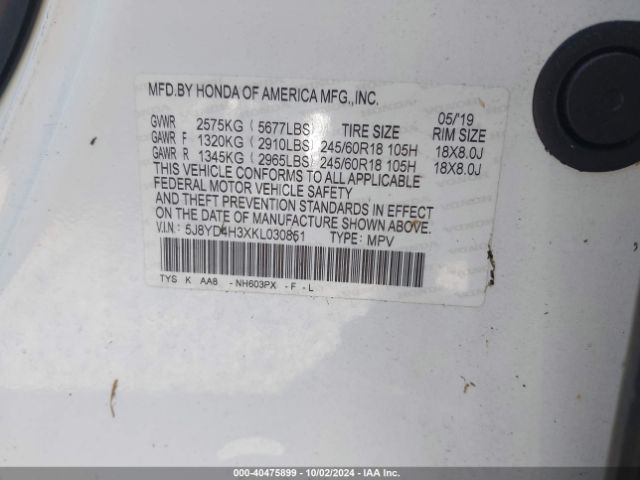 MFD.BY HONDA OF AMERICA MFG.,INC.
05/'19
GVWR 2575KG ( 5677LBS) TIRE SIZE RIM SIZE
GAWR F 1320KG ( 2910LBS) 245/60R18 105H 18X8.0J
GAWR R 1345KG ( 2965LBS) 245/60R18 105H 18X8.0J
THIS VEHICLE CONFORMS TO ALL APPLICABLE
FEDERAL MOTOR VEHICLE SAFETY
AND THEFT PREVENTION STANDARDS IN EFFECT
ON THE DATE OF MANUFACTURE SHOWN ABOVE.
V.I.N : 5J8YD4H3XKL030861 TYPE: MPV
TYS K AA8 - NH603PX - F - L
000-40475899 - 10/02/2024 - IAA Inc.